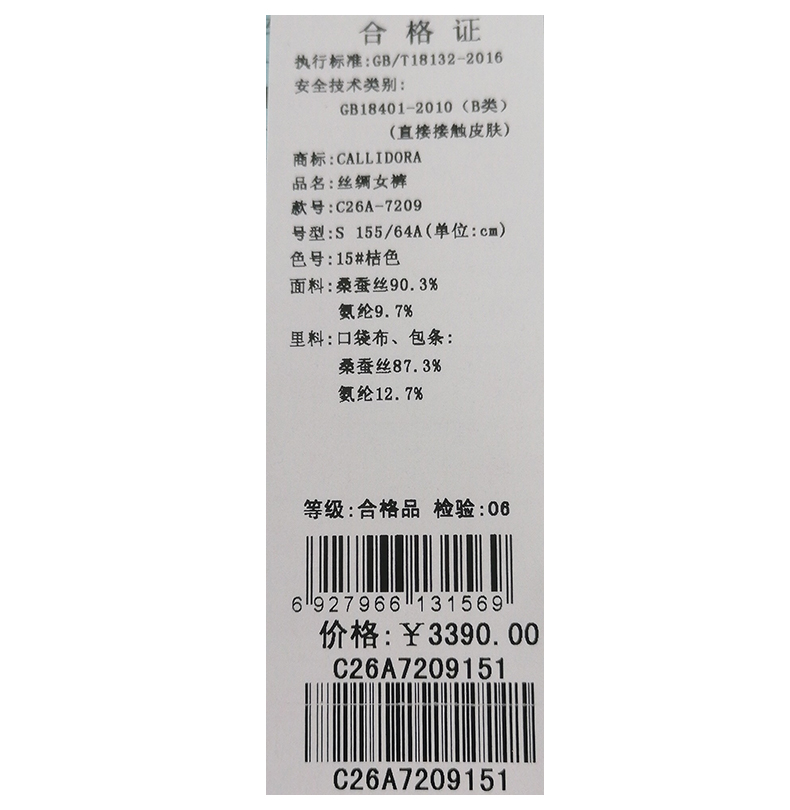 合格证
执行标准:GB/T18132-2016
安全技术类别:
GB18401-2010（B类）
(直接接触皮肤)
商标:CALLIDORA
品名:丝绸女裤
款号:C26A-7209
号型:S 155/64A(单位:cm)
色号:15#桔色
面料:桑蚕丝90.3%
氨纶9.7%
里料:口袋布、包条:
桑蚕丝87.3%
氨纶12.7%
等级:合格品 检验:06
6 927966 131569
价格:￥3390.00
C26A7209151
C26A7209151